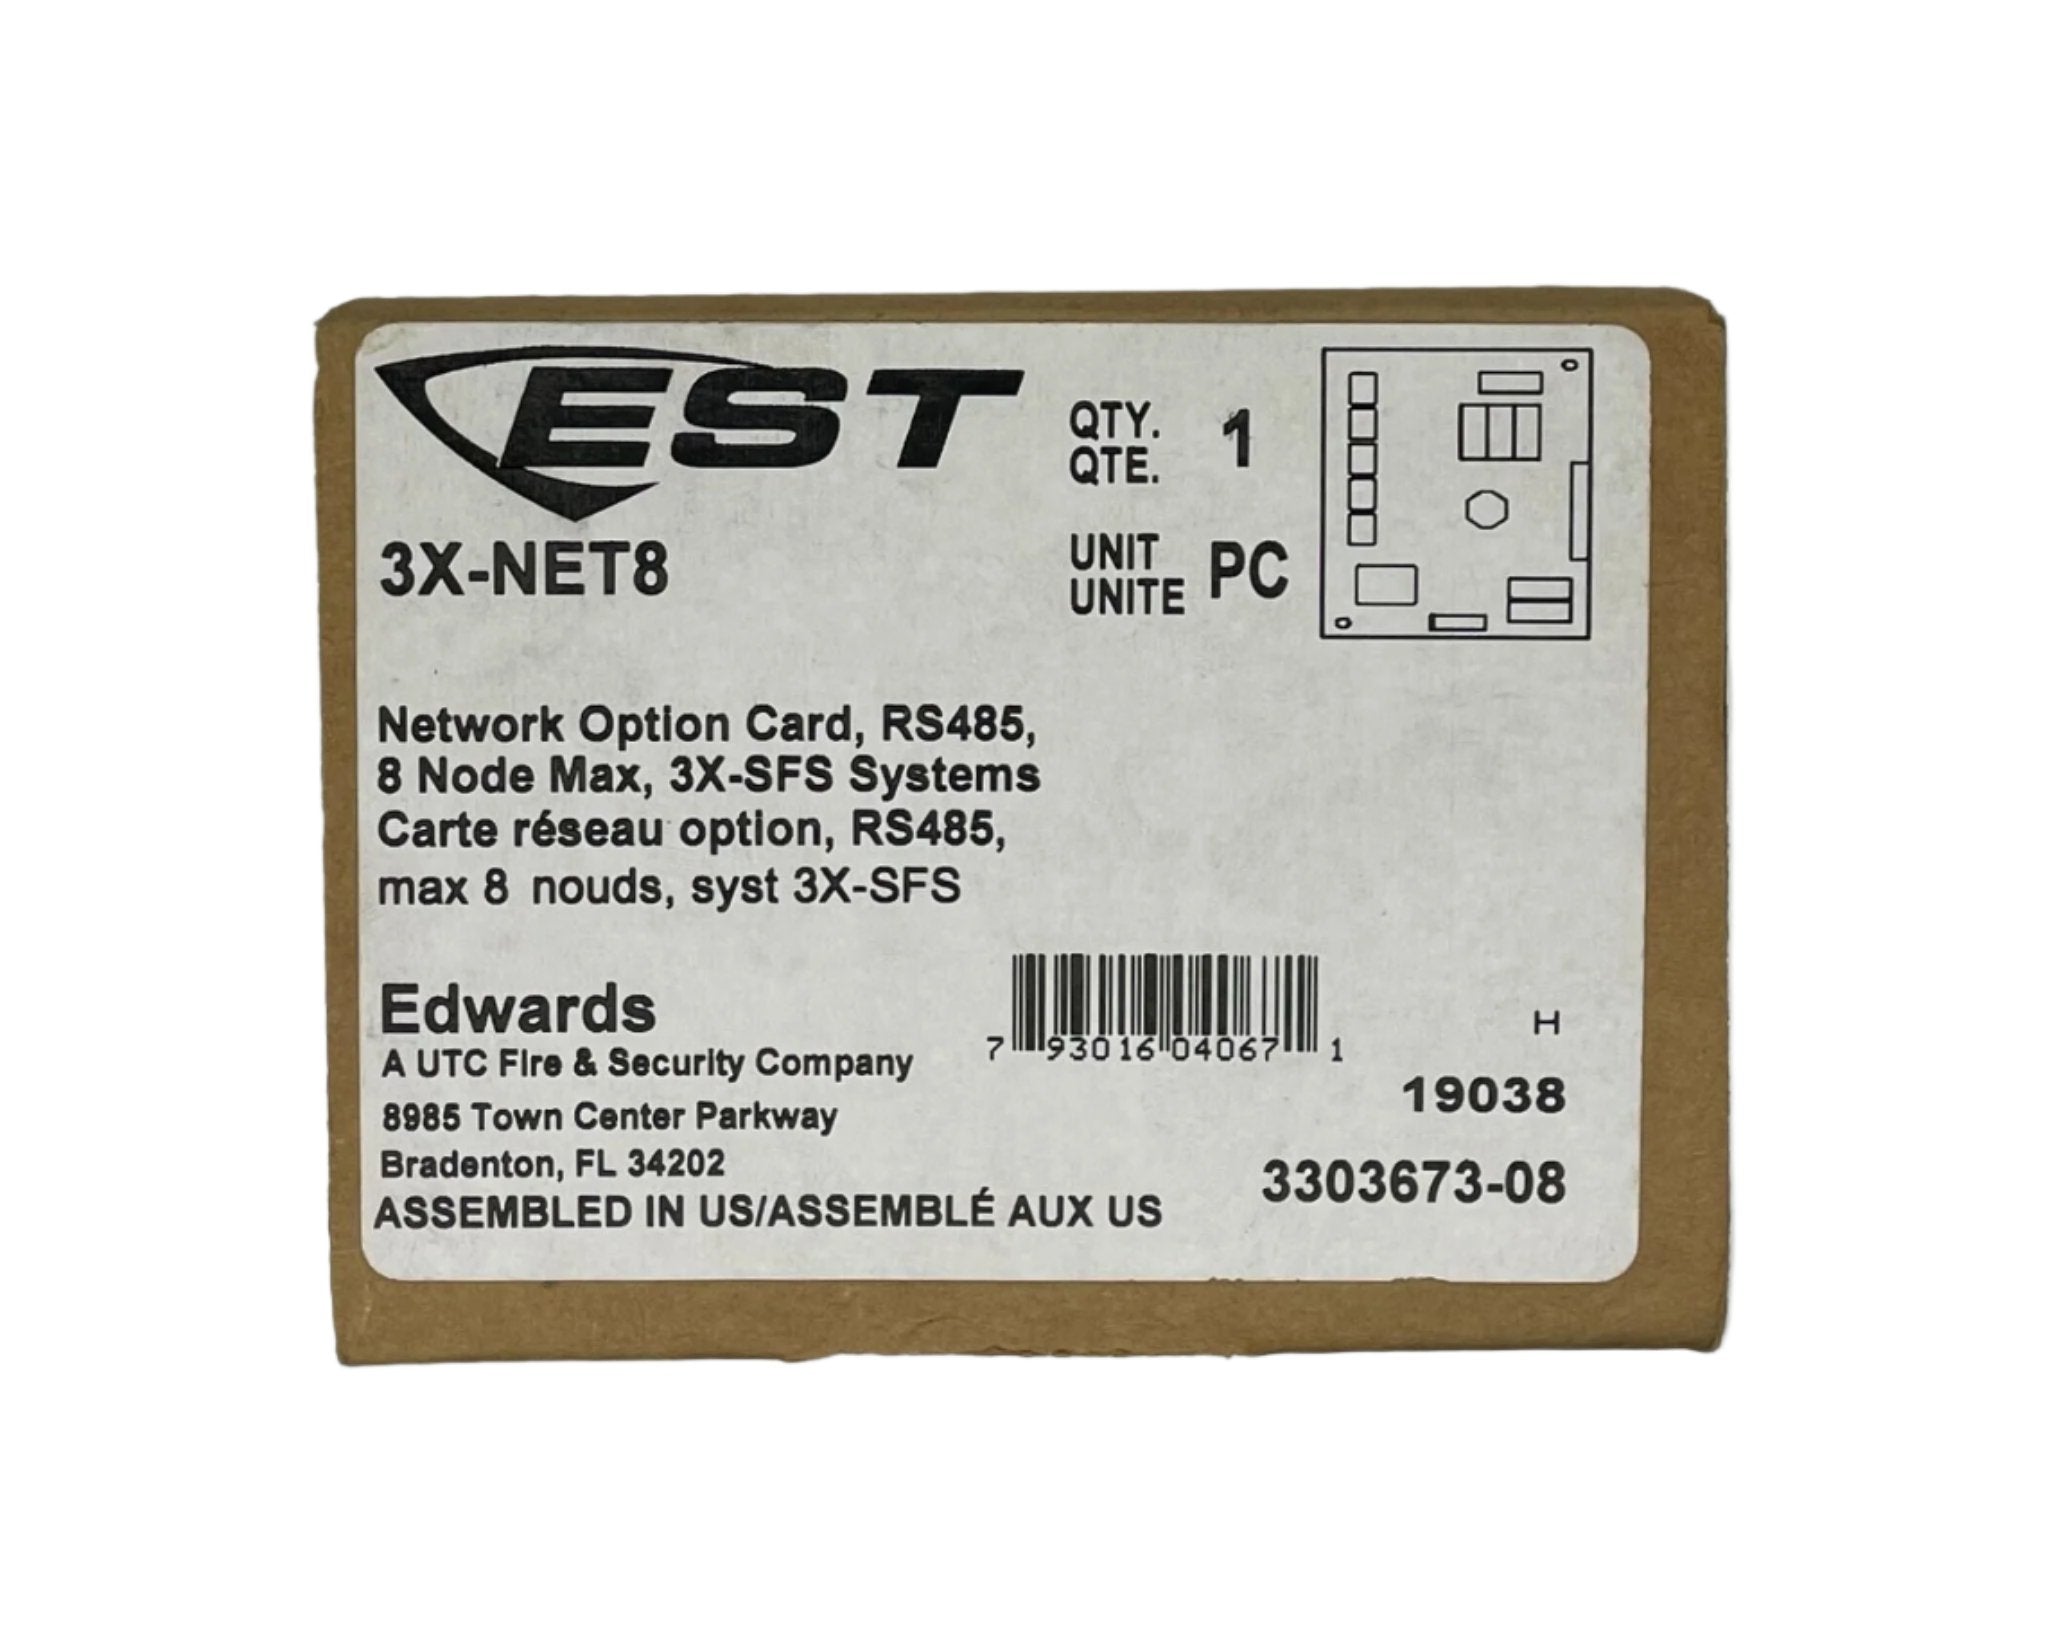 EST
QTY. 1
QTE.
3X-NET8
UNIT PC
UNITE
Network Option Card, RS485,
8 Node Max, 3X-SFS Systems
Carte réseau option, RS485,
max 8 nouds, syst 3X-SFS
Edwards
A UTC Fire & Security Company
8985 Town Center Parkway
Bradenton, FL 34202
ASSEMBLED IN US/ASSEMBLÉ AUX US
7 93016 04067 1
H
19038
3303673-08